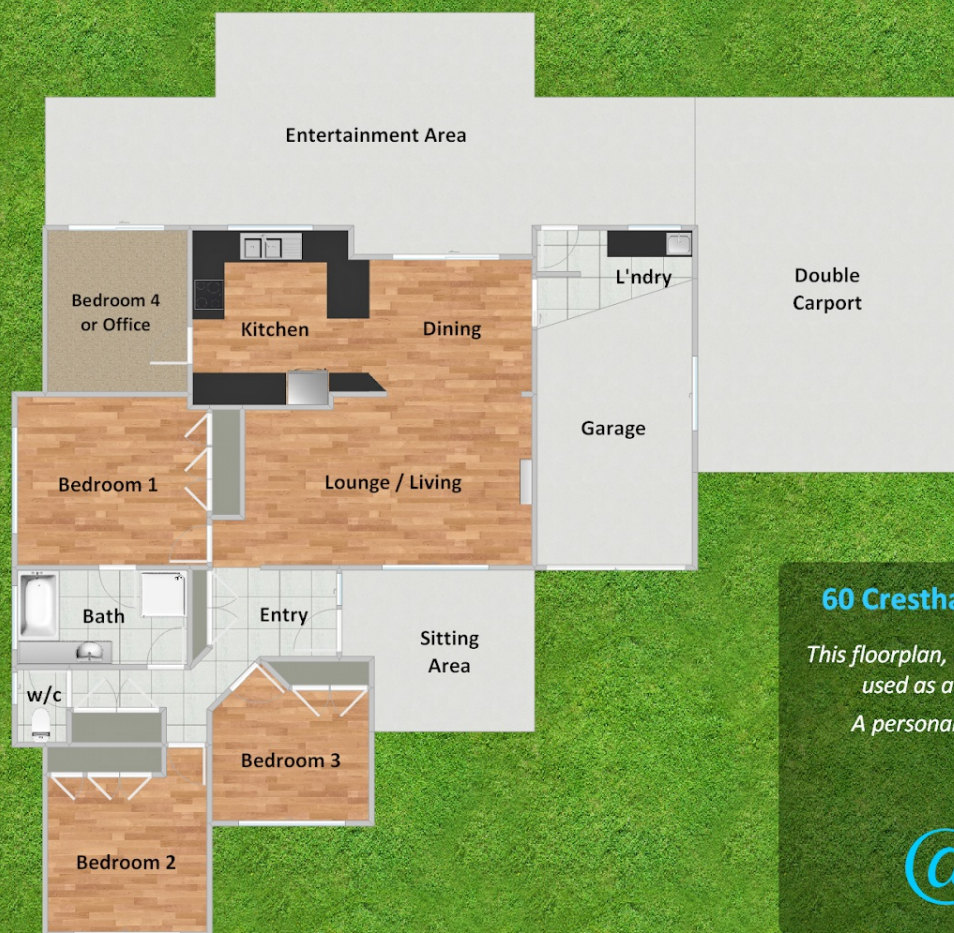 Entertainment Area
Bedroom 4
or Office
Kitchen
Dining
L'ndry
Double
Carport
Garage
Bedroom 1
Lounge / Living
Bath
Entry
Sitting
Area
w/c
Bedroom 3
Bedroom 2
60
This floorplan,
used as a
A personal